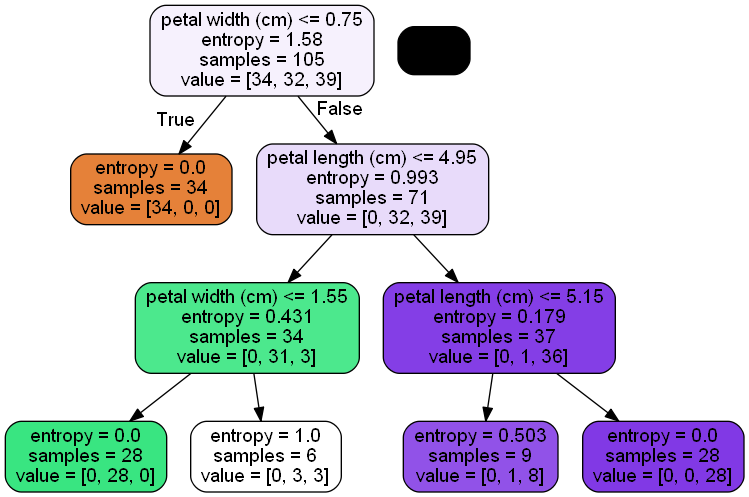 petal width (cm) <= 0.75
entropy = 1.58
samples = 105
value = [34, 32, 39]
True
False
entropy = 0.0
samples = 34
value = [34, 0, 0]
petal length (cm) <= 4.95
entropy = 0.993
samples = 71
value = [0, 32, 39]
petal width (cm) <= 1.55
entropy = 0.431
samples = 34
value = [0, 31, 3]
petal length (cm) <= 5.15
entropy = 0.179
samples = 37
value = [0, 1, 36]
entropy = 0.0
samples = 28
value = [0, 28, 0]
entropy = 1.0
samples = 6
value = [0, 3, 3]
entropy = 0.503
samples = 9
value = [0, 1, 8]
entropy = 0.0
samples = 28
value = [0, 0, 28]